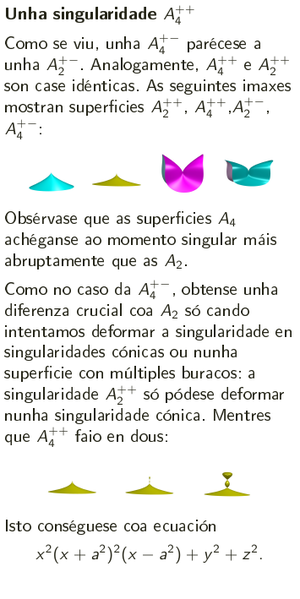 Unha singularidade $A_4^{++}$
Como se viu, unha $A_4^{+-}$ parécese a
unha $A_2^{+-}$. Analogamente, $A_4^{++}$ e $A_2^{++}$
son case idénticas. As seguintes imaxes
mostran superficies $A_2^{++}$, $A_4^{++}$,$A_2^{+-}$,
$A_4^{+-}$:
Obsérvase que as superficies $A_4$
achéganse ao momento singular máis
abruptamente que as $A_2$.
Como no caso da $A_4^{+-}$, obtense unha
diferenza crucial coa $A_2$ só cando
intentamos deformar a singularidade en
singularidades cónicas ou nunha
superficie con múltiples buracos: a
singularidade $A_2^{++}$ só pódese deformar
nunha singularidade cónica. Mentres
que $A_4^{++}$ faio en dous:
Isto conséguese coa ecuación
$x^2(x + a^2)^2(x - a^2) + y^2 + z^2.$